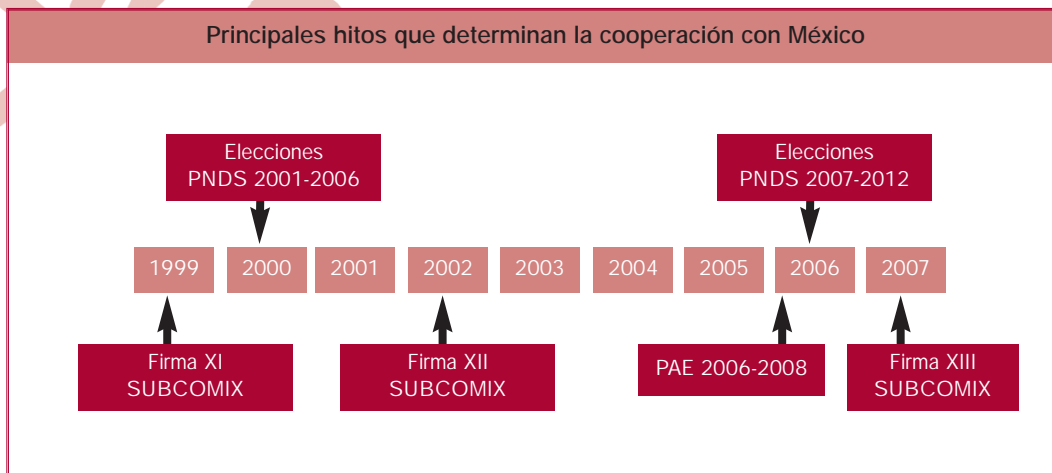 Principales hitos que determinan la cooperación con México
Elecciones
PNDS 2001-2006
Elecciones
PNDS 2007-2012
1999 2000 2001 2002 2003 2004 2005 2006 2007
Firma XI
SUBCOMIX
Firma XII
SUBCOMIX
PAE 2006-2008
Firma XIII
SUBCOMIX